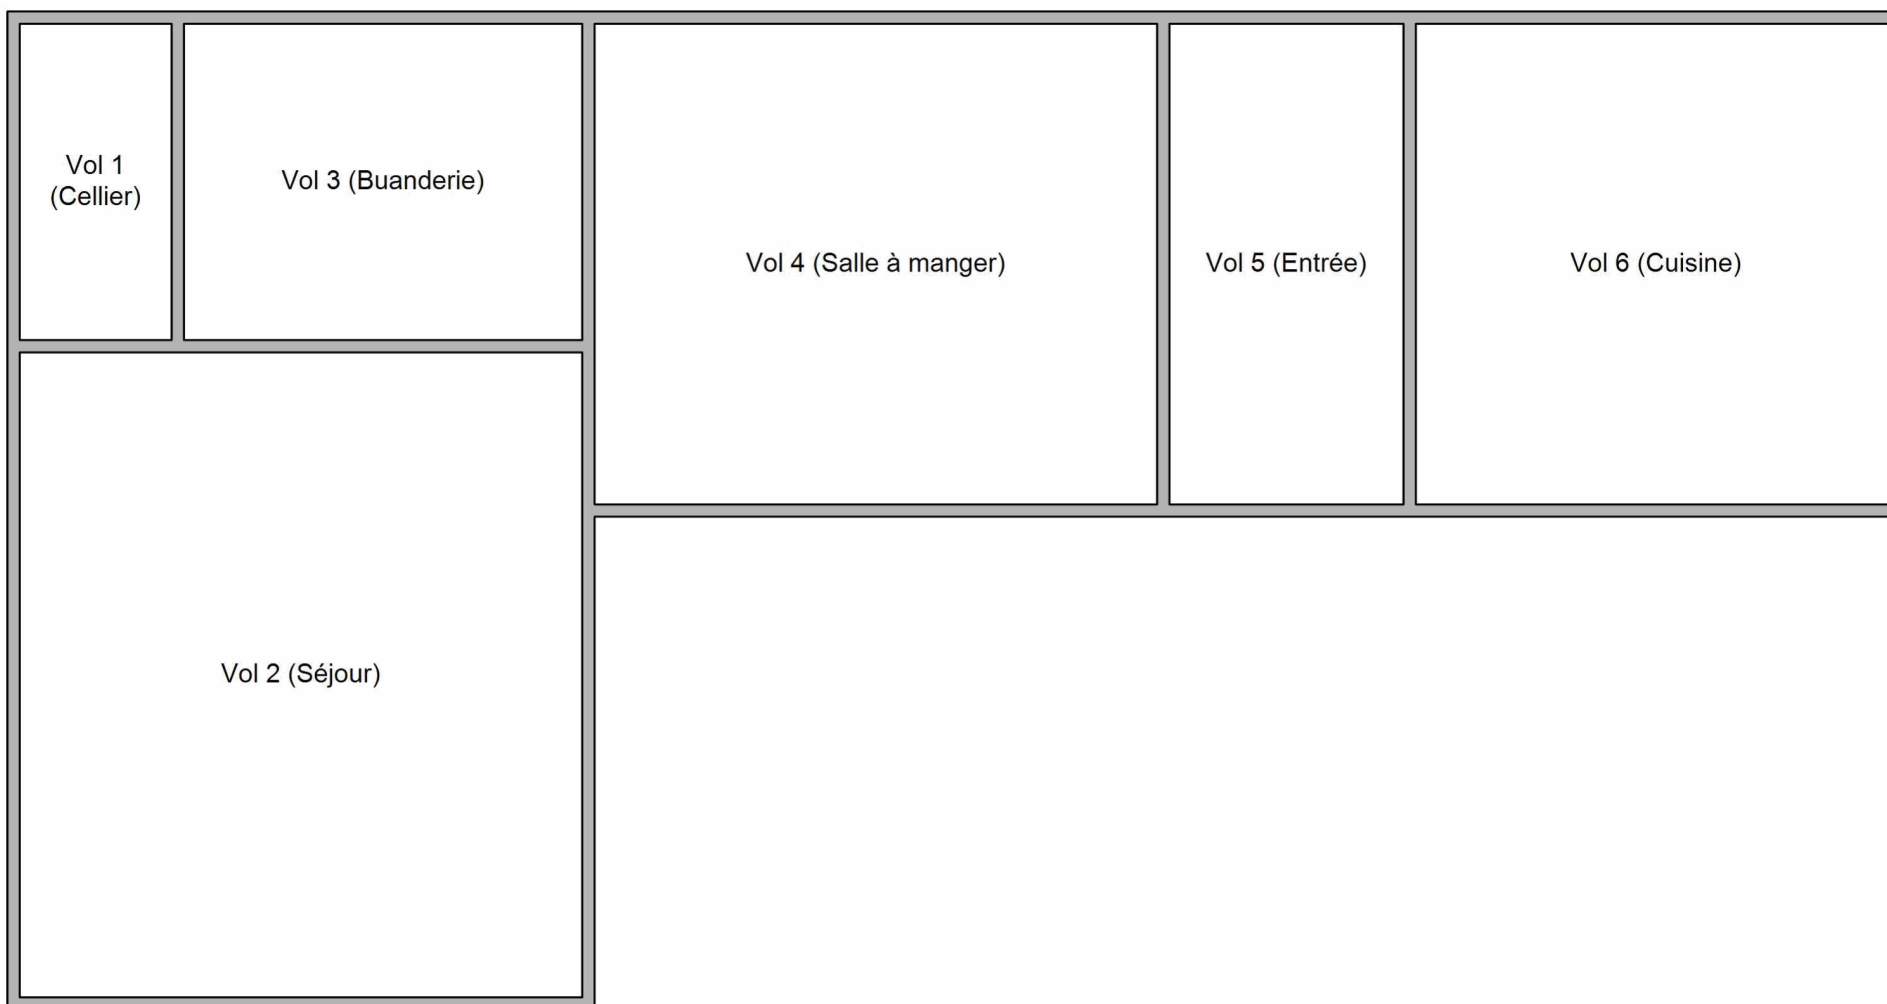 Vol 1
(Cellier)
Vol 3 (Buanderie)
Vol 4 (Salle à manger)
Vol 5 (Entrée)
Vol 6 (Cuisine)
Vol 2 (Séjour)